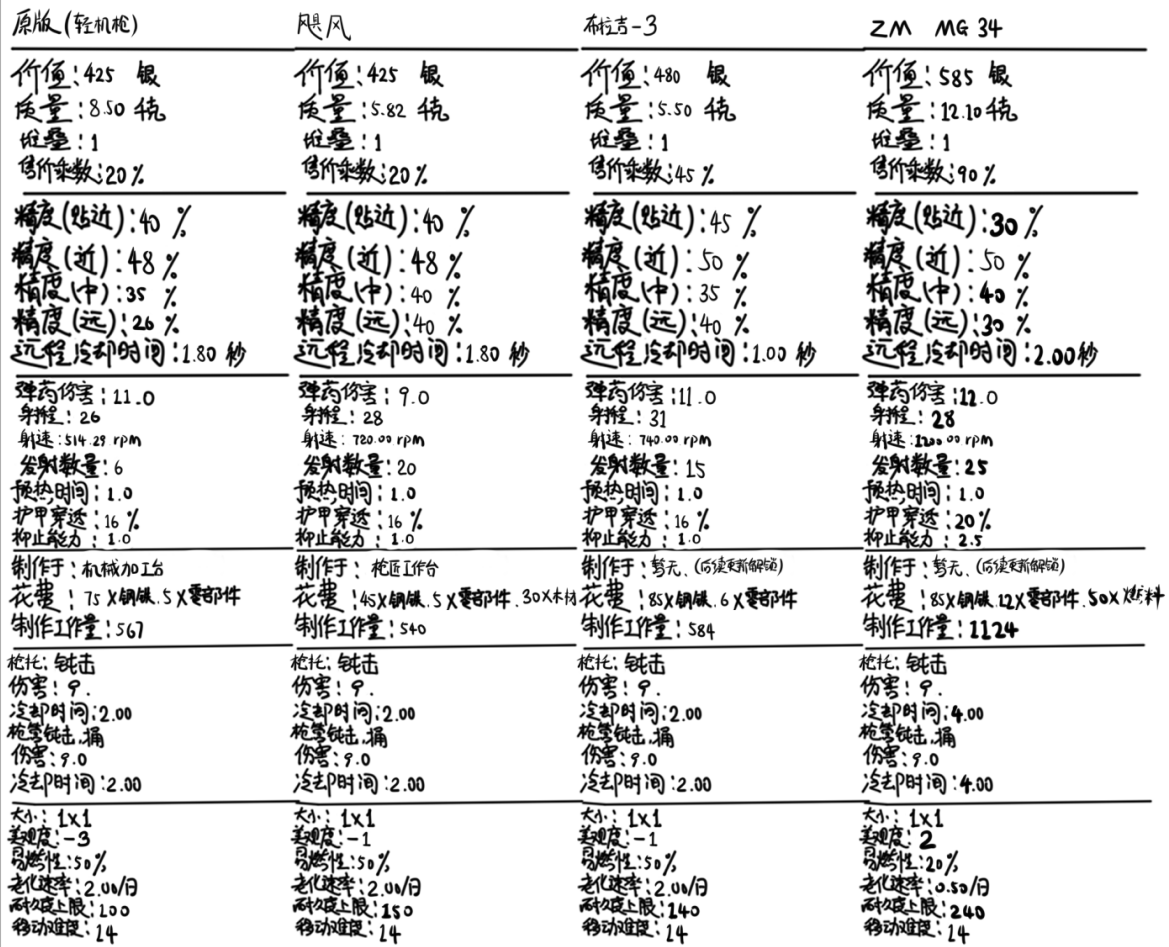 原版(轻机枪)
价值:425 银
质量:8.50 千克
堆叠:1
售价乘数:20%
精度(贴近):40 %
精度(近):48 %
精度(中):35 %
精度(远):26 %
远程冷却时间:1.80 秒
弹药伤害:11.0
射程:26
射速:514.29 rpm
发射数量:6
预热时间:1.0
护甲穿透:16 %
抑止能力:1.0
制作于:机械加工台
花费:75X钢铁.5X零部件
制作工作量:567
枪托:钝击
伤害:9.
冷却时间:2.00
枪管钝击.捅
伤害:9.0
冷却时间:2.00
大小:1x1
美观度:-3
易燃性:50%
老化速率:2.00/日
耐久度上限:100
移动难度:14
飓风
价值:425 银
质量:5.82 千克
堆叠:1
售价乘数:20%
精度(贴近):40 %
精度(近):48 %
精度(中):40 %
精度(远):40 %
远程冷却时间:1.80 秒
弹药伤害:9.0
射程:28
射速:720.00 rpm
发射数量:20
预热时间:1.0
护甲穿透:16 %
抑止能力:1.0
制作于:枪匠工作台
花费:45X钢铁.5X零部件.30X木材
制作工作量:540
枪托:钝击
伤害:9.
冷却时间:2.00
枪管钝击.捅
伤害:9.0
冷却时间:2.00
大小:1x1
美观度:-1
易燃性:50%
老化速率:2.00/日
耐久度上限:150
移动难度:14
布拉吉-3
价值:480 银
质量:5.50 千克
堆叠:1
售价乘数:45%
精度(贴近):45 %
精度(近):50 %
精度(中):35 %
精度(远):40 %
远程冷却时间:1.00 秒
弹药伤害:11.0
射程:31
射速:740.00 rpm
发射数量:15
预热时间:1.0
护甲穿透:16%
抑止能力:1.0
制作于:暂无、(后续更新解锁)
花费:85X钢铁.6X零部件
制作工作量:584
枪托:钝击
伤害:9.
冷却时间:2.00
枪管钝击.捅
伤害:9.0
冷却时间:2.00
大小:1x1
美观度:-1
易燃性:50%
老化速率:2.00/日
耐久度上限:140
移动难度:14
ZM MG 34
价值:585 银
质量:12.10千克
堆叠:1
售价乘数:90%
精度(贴近):30 %
精度(近):50 %
精度(中):40 %
精度(远):30 %
远程冷却时间:2.00秒
弹药伤害:12.0
射程:28
射速:1200.00 rpm
发射数量:25
预热时间:1.0
护甲穿透:20%
抑止能力:2.5
制作于:暂无、(后续更新解锁)
花费:85X钢铁.12X零部件.50X燃料
制作工作量:1124
枪托:钝击
伤害:9.
冷却时间:4.00
枪管钝击.捅
伤害:9.0
冷却时间:4.00
大小:1x1
美观度:2
易燃性:20%
老化速率:0.50/日
耐久度上限:240
移动难度:14